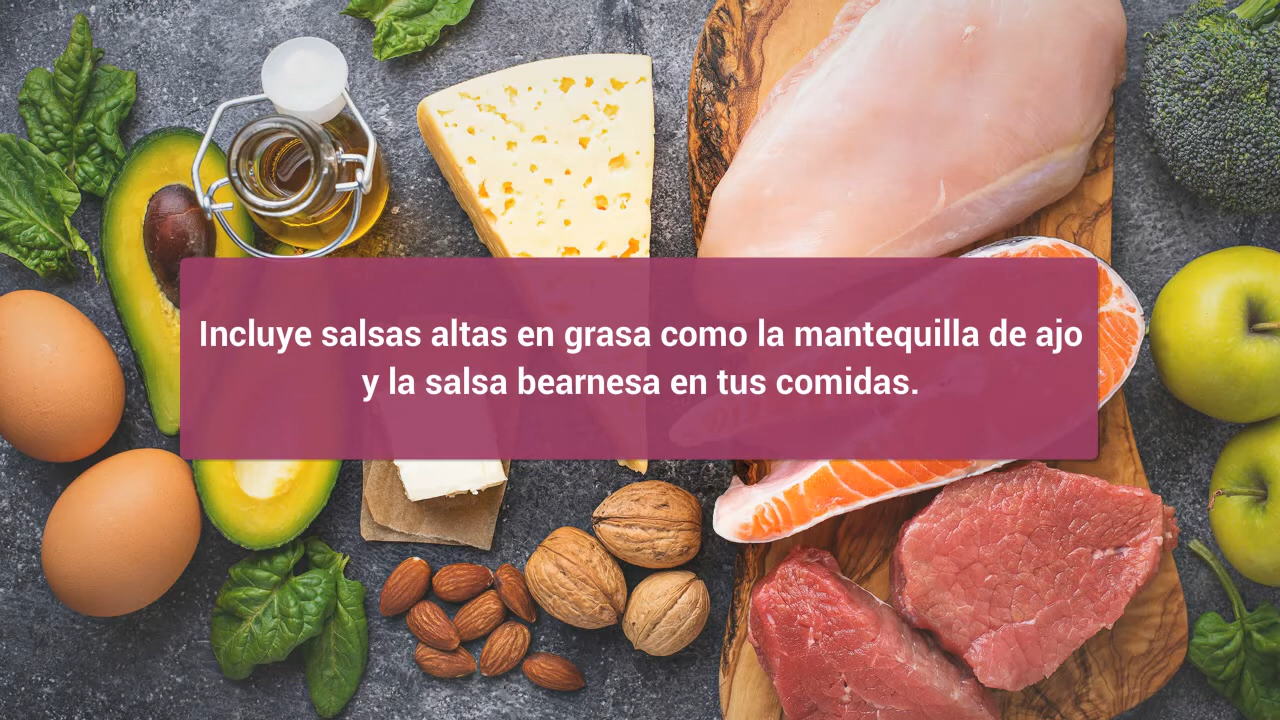 Incluye salsas altas en grasa como la mantequilla de ajo
y la salsa bearnesa en tus comidas.